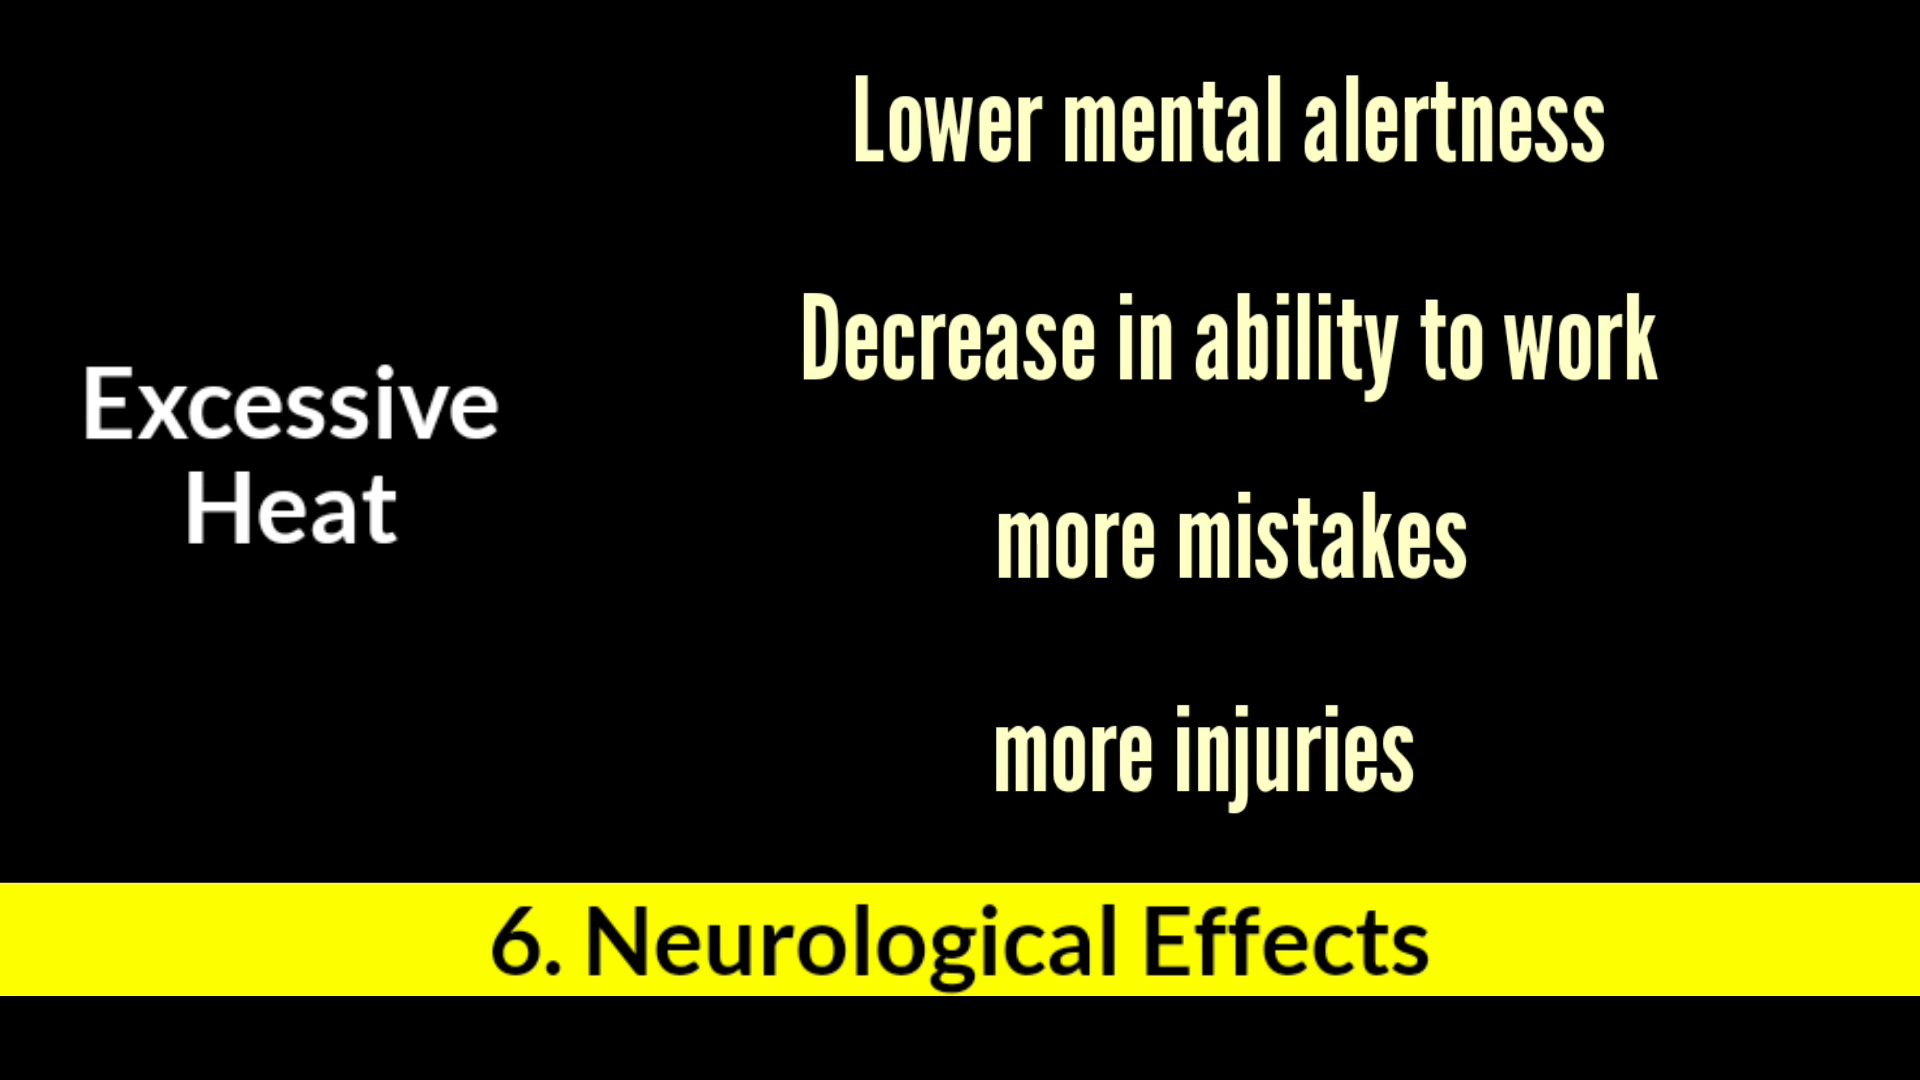 Excessive
Heat
Lower mental alertness
Decrease in ability to work
more mistakes
more injuries
6. Neurological Effects